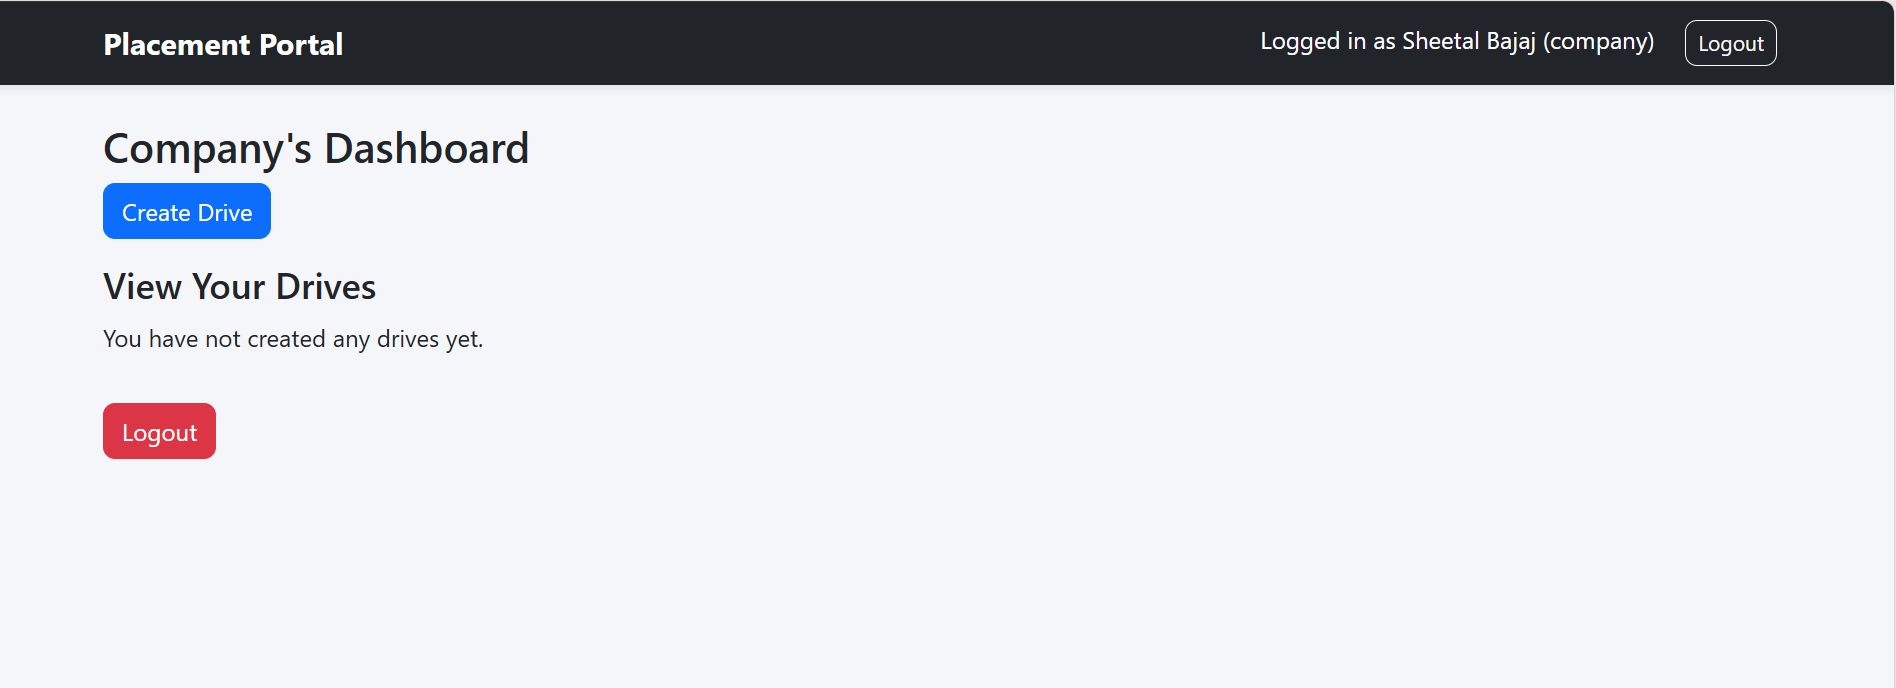 Placement Portal
Logged in as Sheetal Bajaj (company)
Logout
Company's Dashboard
Create Drive
View Your Drives
You have not created any drives yet.
Logout